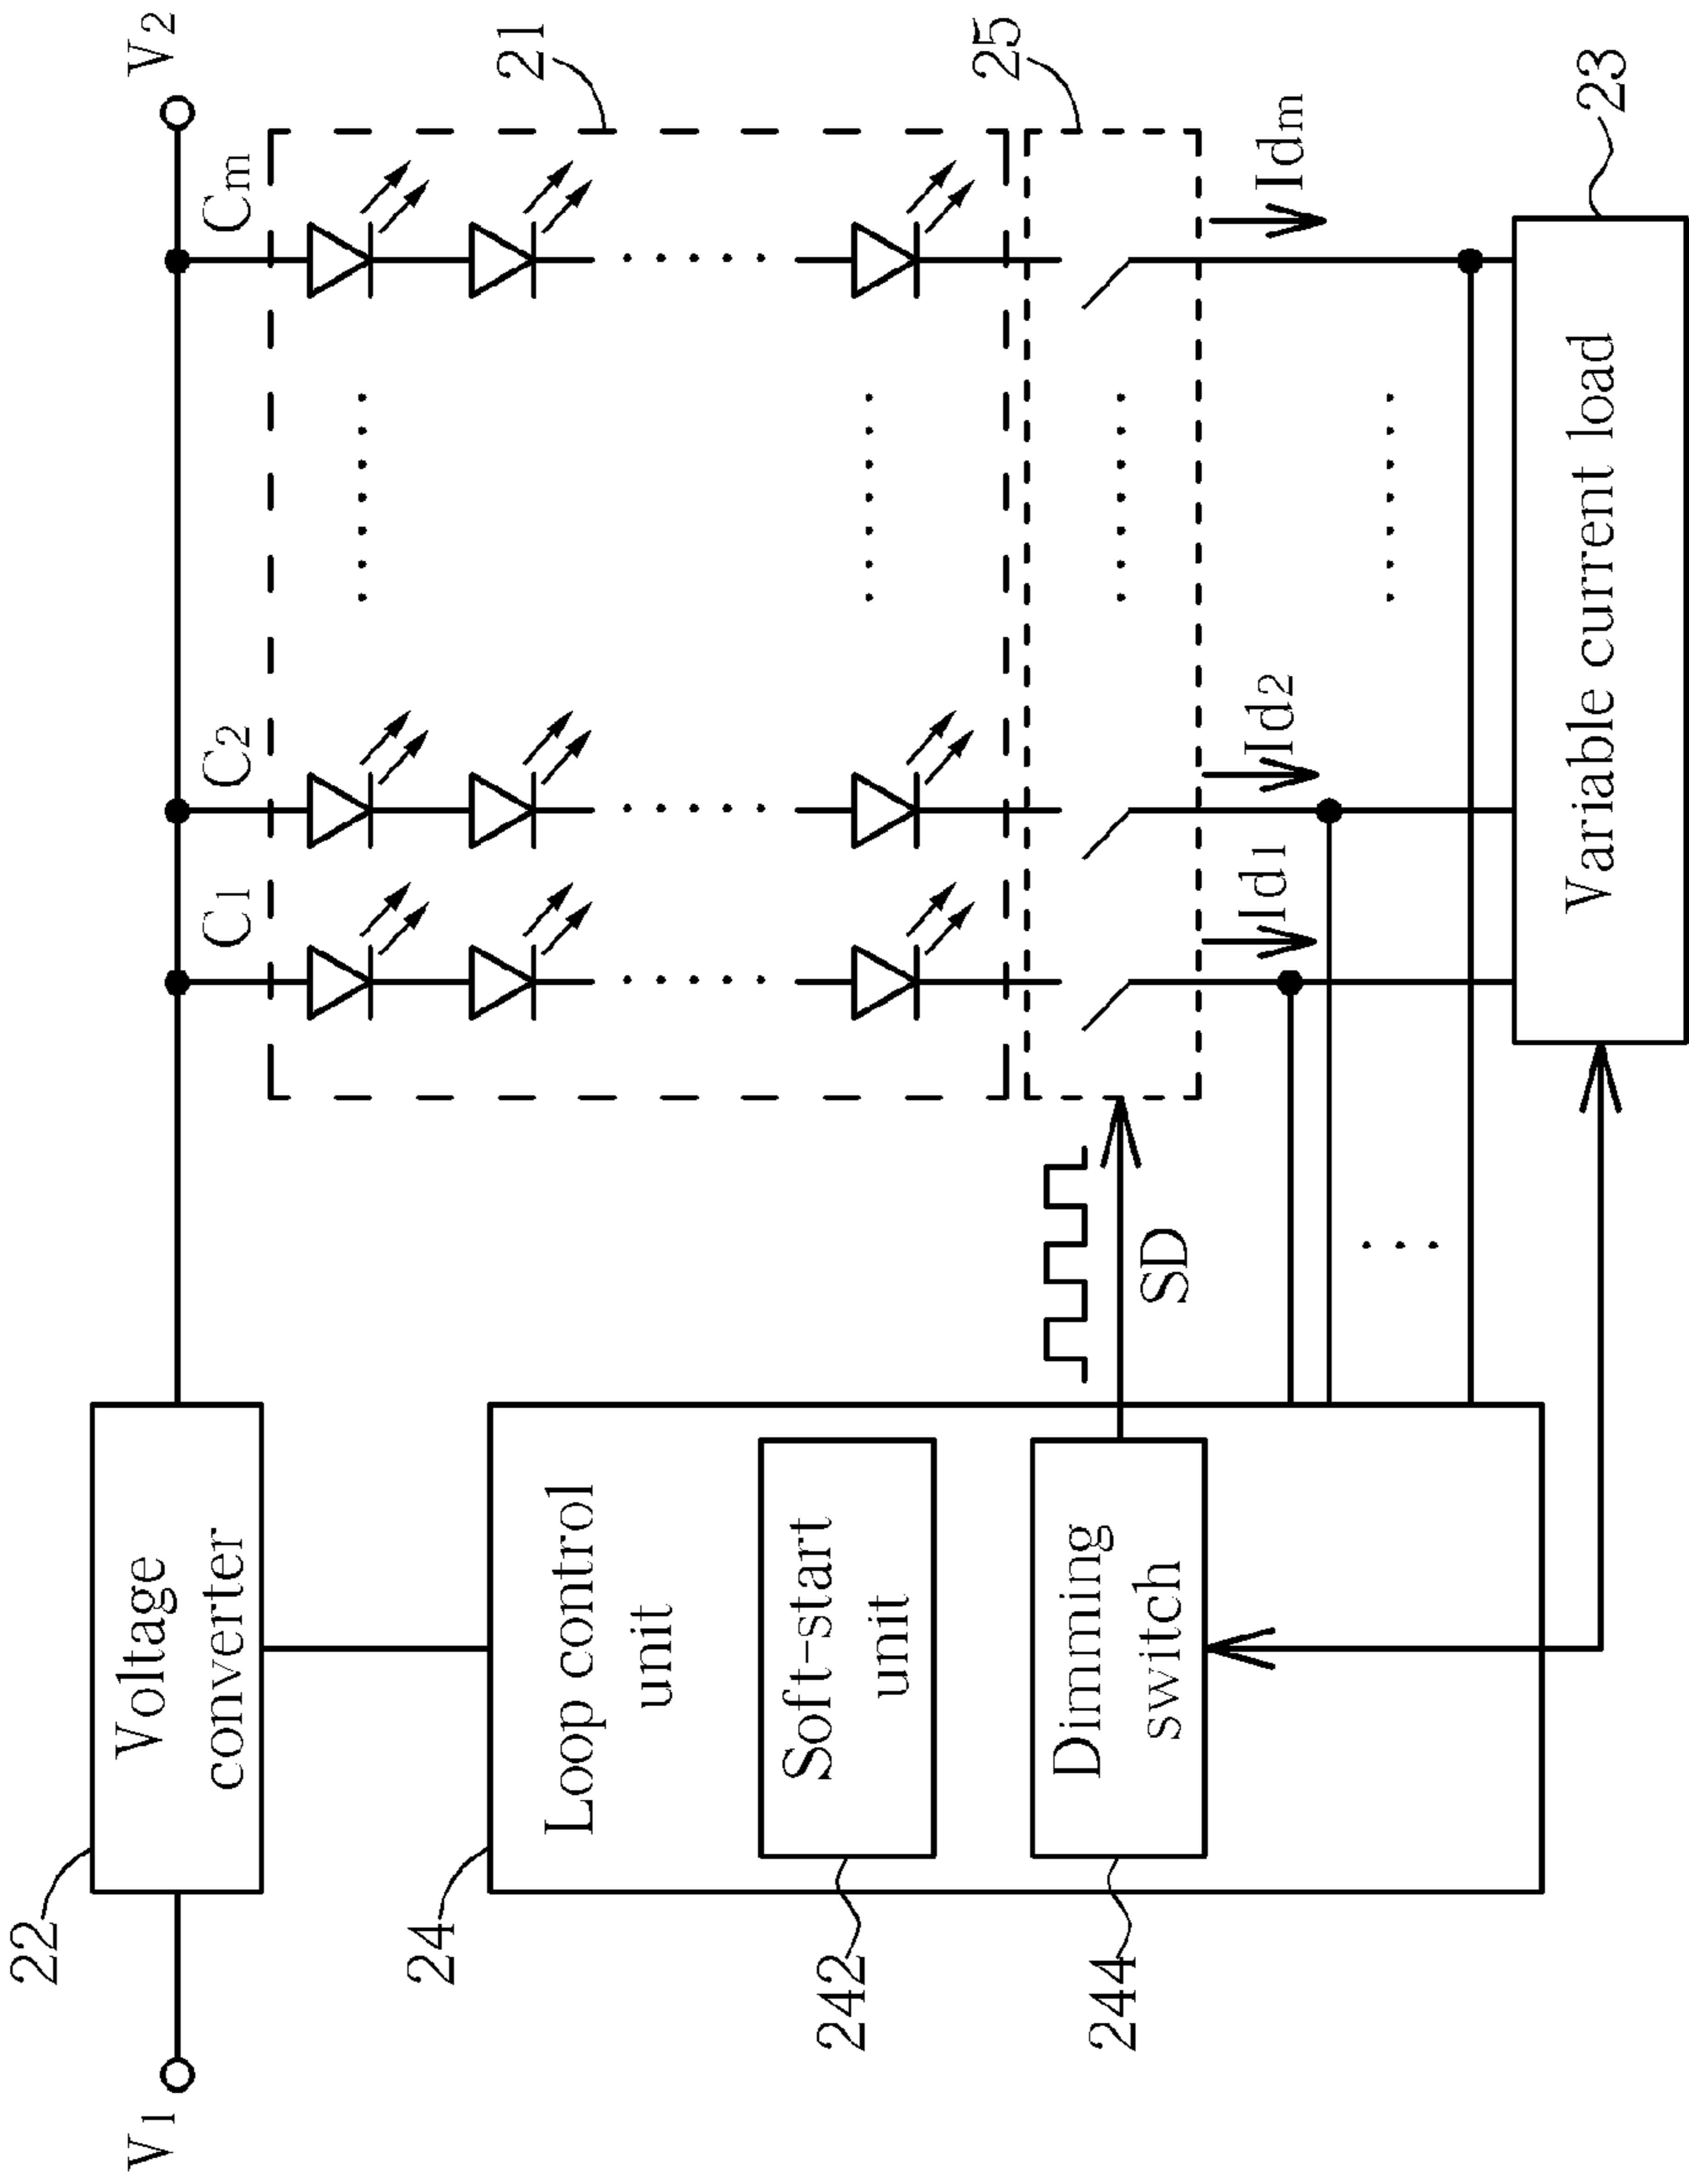 V1
22
Voltage
converter
V2
C1
C2
Cm
21
24
Loop control
unit
242
Soft-start
unit
244
Dimming
switch
SD
25
Id1
Id2
Idm
Variable current load
23